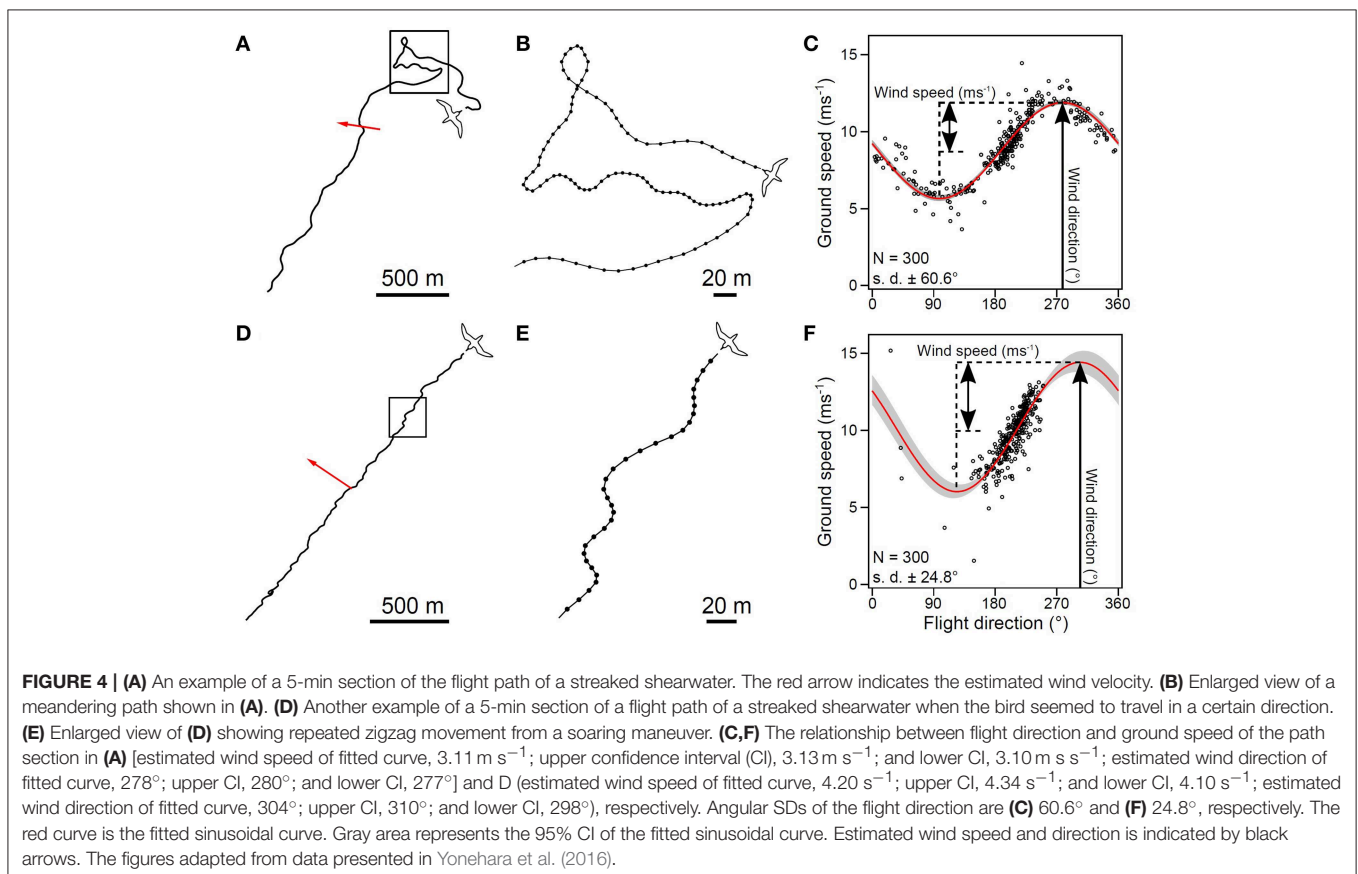 A
500 m
B
20 m
C
15
10
5
0
0 90 180 270 360
Ground speed (ms⁻¹)
Wind speed (ms⁻¹)
Wind direction (°)
N = 300
s. d. ± 60.6°
D
500 m
E
20 m
F
15
10
5
0
0 90 180 270 360
Ground speed (ms⁻¹)
Wind speed (ms⁻¹)
Wind direction (°)
N = 300
s. d. ± 24.8°
Flight direction (°)
FIGURE 4 | (A) An example of a 5-min section of the flight path of a streaked shearwater. The red arrow indicates the estimated wind velocity. (B) Enlarged view of a
meandering path shown in (A). (D) Another example of a 5-min section of a flight path of a streaked shearwater when the bird seemed to travel in a certain direction.
(E) Enlarged view of (D) showing repeated zigzag movement from a soaring maneuver. (C,F) The relationship between flight direction and ground speed of the path
section in (A) [estimated wind speed of fitted curve, 3.11 m s⁻¹; upper confidence interval (CI), 3.13 m s⁻¹; and lower CI, 3.10 m s s⁻¹; estimated wind direction of
fitted curve, 278°; upper CI, 280°; and lower CI, 277°] and D (estimated wind speed of fitted curve, 4.20 s⁻¹; upper CI, 4.34 s⁻¹; and lower CI, 4.10 s⁻¹; estimated
wind direction of fitted curve, 304°; upper CI, 310°; and lower CI, 298°), respectively. Angular SDs of the flight direction are (C) 60.6° and (F) 24.8°, respectively. The
red curve is the fitted sinusoidal curve. Gray area represents the 95% CI of the fitted sinusoidal curve. Estimated wind speed and direction is indicated by black
arrows. The figures adapted from data presented in Yonehara et al. (2016).